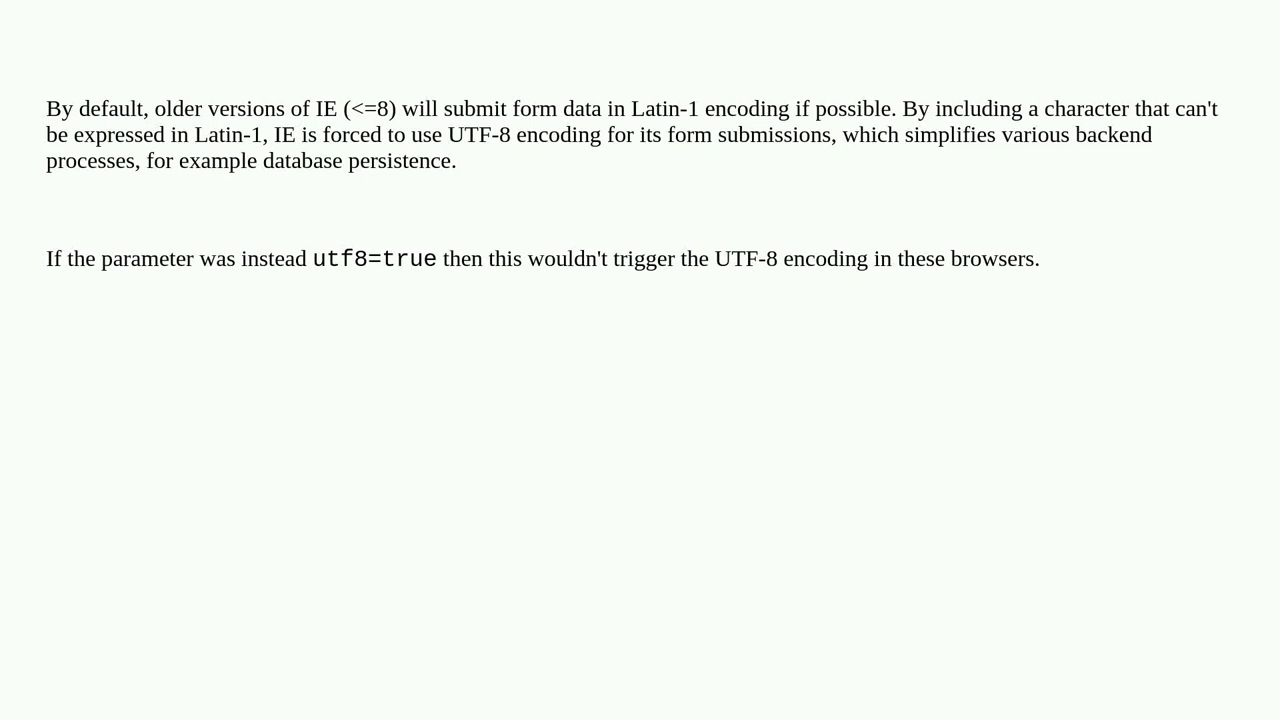 By default, older versions of IE (<=8) will submit form data in Latin-1 encoding if possible. By including a character that can't
be expressed in Latin-1, IE is forced to use UTF-8 encoding for its form submissions, which simplifies various backend
processes, for example database persistence.
If the parameter was instead utf8=true then this wouldn't trigger the UTF-8 encoding in these browsers.